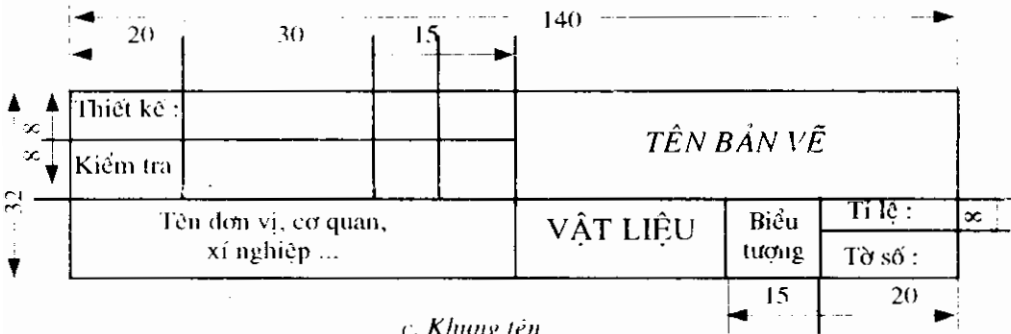 140
20 30 15
Thiết kế :
TÊN BẢN VẼ
8
8
Kiểm tra
32
Tên đơn vị, cơ quan,
xí nghiệp ...
VẬT LIỆU
Biểu
tượng
Tỉ lệ :
8
Tờ số :
15 20
c. Khung tên